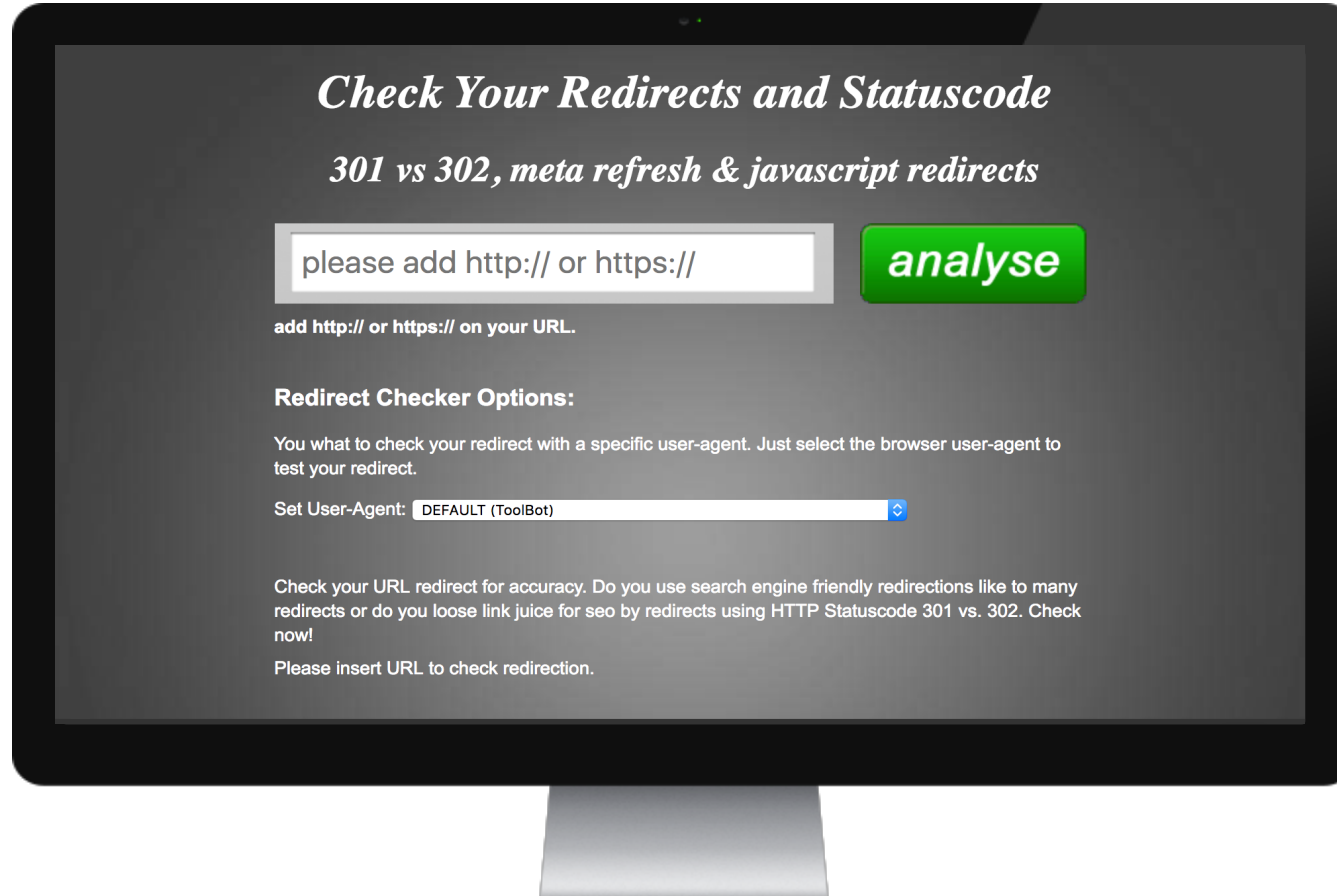 Check Your Redirects and Statuscode
301 vs 302, meta refresh & javascript redirects
please add http:// or https://
analyse
add http:// or https:// on your URL.
Redirect Checker Options:
You what to check your redirect with a specific user-agent. Just select the browser user-agent to
test your redirect.
Set User-Agent: DEFAULT (ToolBot)
Check your URL redirect for accuracy. Do you use search engine friendly redirections like to many
redirects or do you loose link juice for seo by redirects using HTTP Statuscode 301 vs. 302. Check
now!
Please insert URL to check redirection.